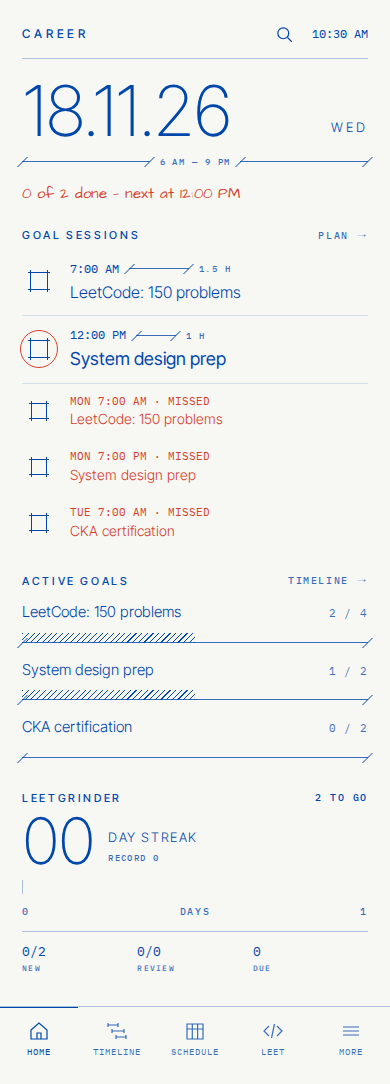 CAREER 10:30 AM
18.11.26 WED
6 AM — 9 PM
0 of 2 done - next at 12:00 PM
GOAL SESSIONS PLAN →
7:00 AM 1.5 H
LeetCode: 150 problems
12:00 PM 1 H
System design prep
MON 7:00 AM · MISSED
LeetCode: 150 problems
MON 7:00 PM · MISSED
System design prep
TUE 7:00 AM · MISSED
CKA certification
ACTIVE GOALS TIMELINE →
LeetCode: 150 problems 2 / 4
System design prep 1 / 2
CKA certification 0 / 2
LEETGRINDER 2 TO GO
00 DAY STREAK
RECORD 0
0 DAYS 1
0/2 0/0 0
NEW REVIEW DUE
HOME TIMELINE SCHEDULE LEET MORE